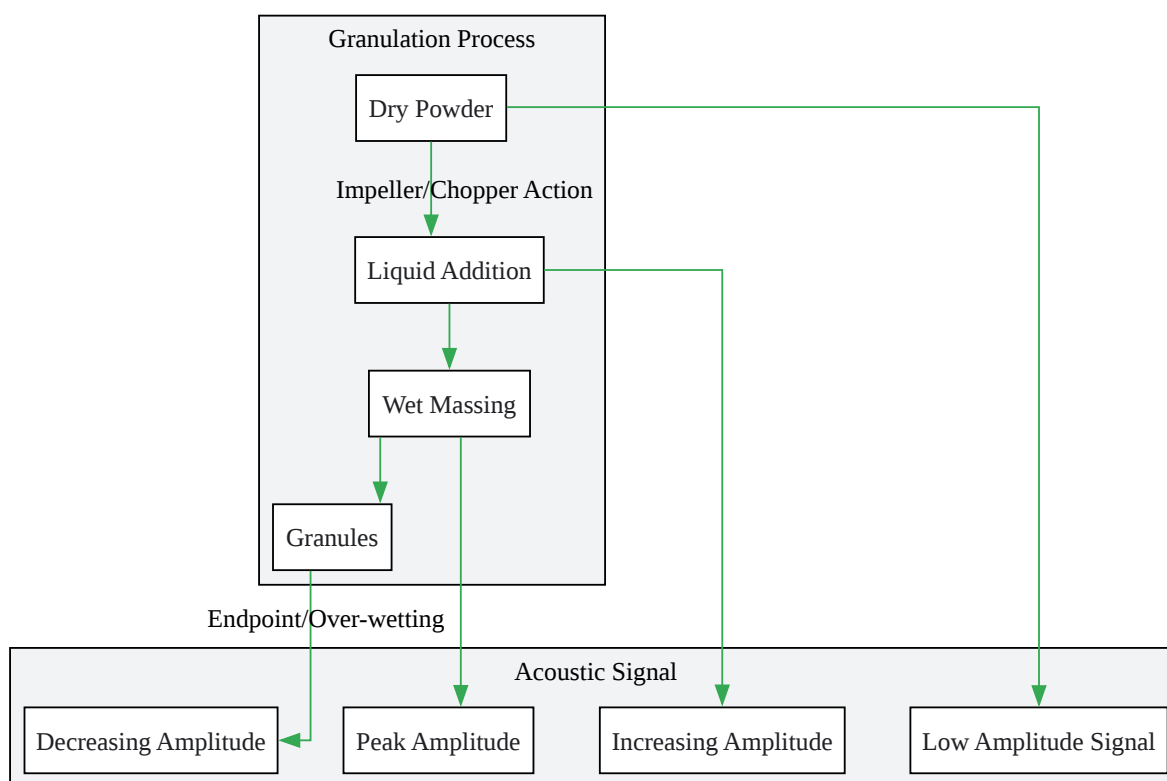 Granulation Process
Dry Powder
Impeller/Chopper Action
Liquid Addition
Wet Massing
Granules
Endpoint/Over-wetting
Acoustic Signal
Decreasing Amplitude
Peak Amplitude
Increasing Amplitude
Low Amplitude Signal